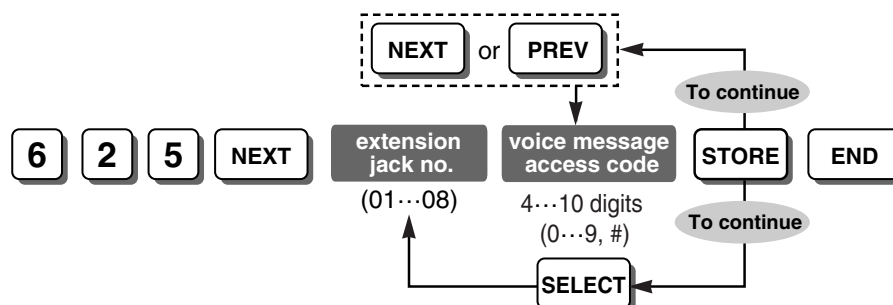 NEXT or PREV
To continue
6 2 5 NEXT extension jack no. voice message access code STORE END
(01···08) 4···10 digits
(0···9, #)
To continue
SELECT